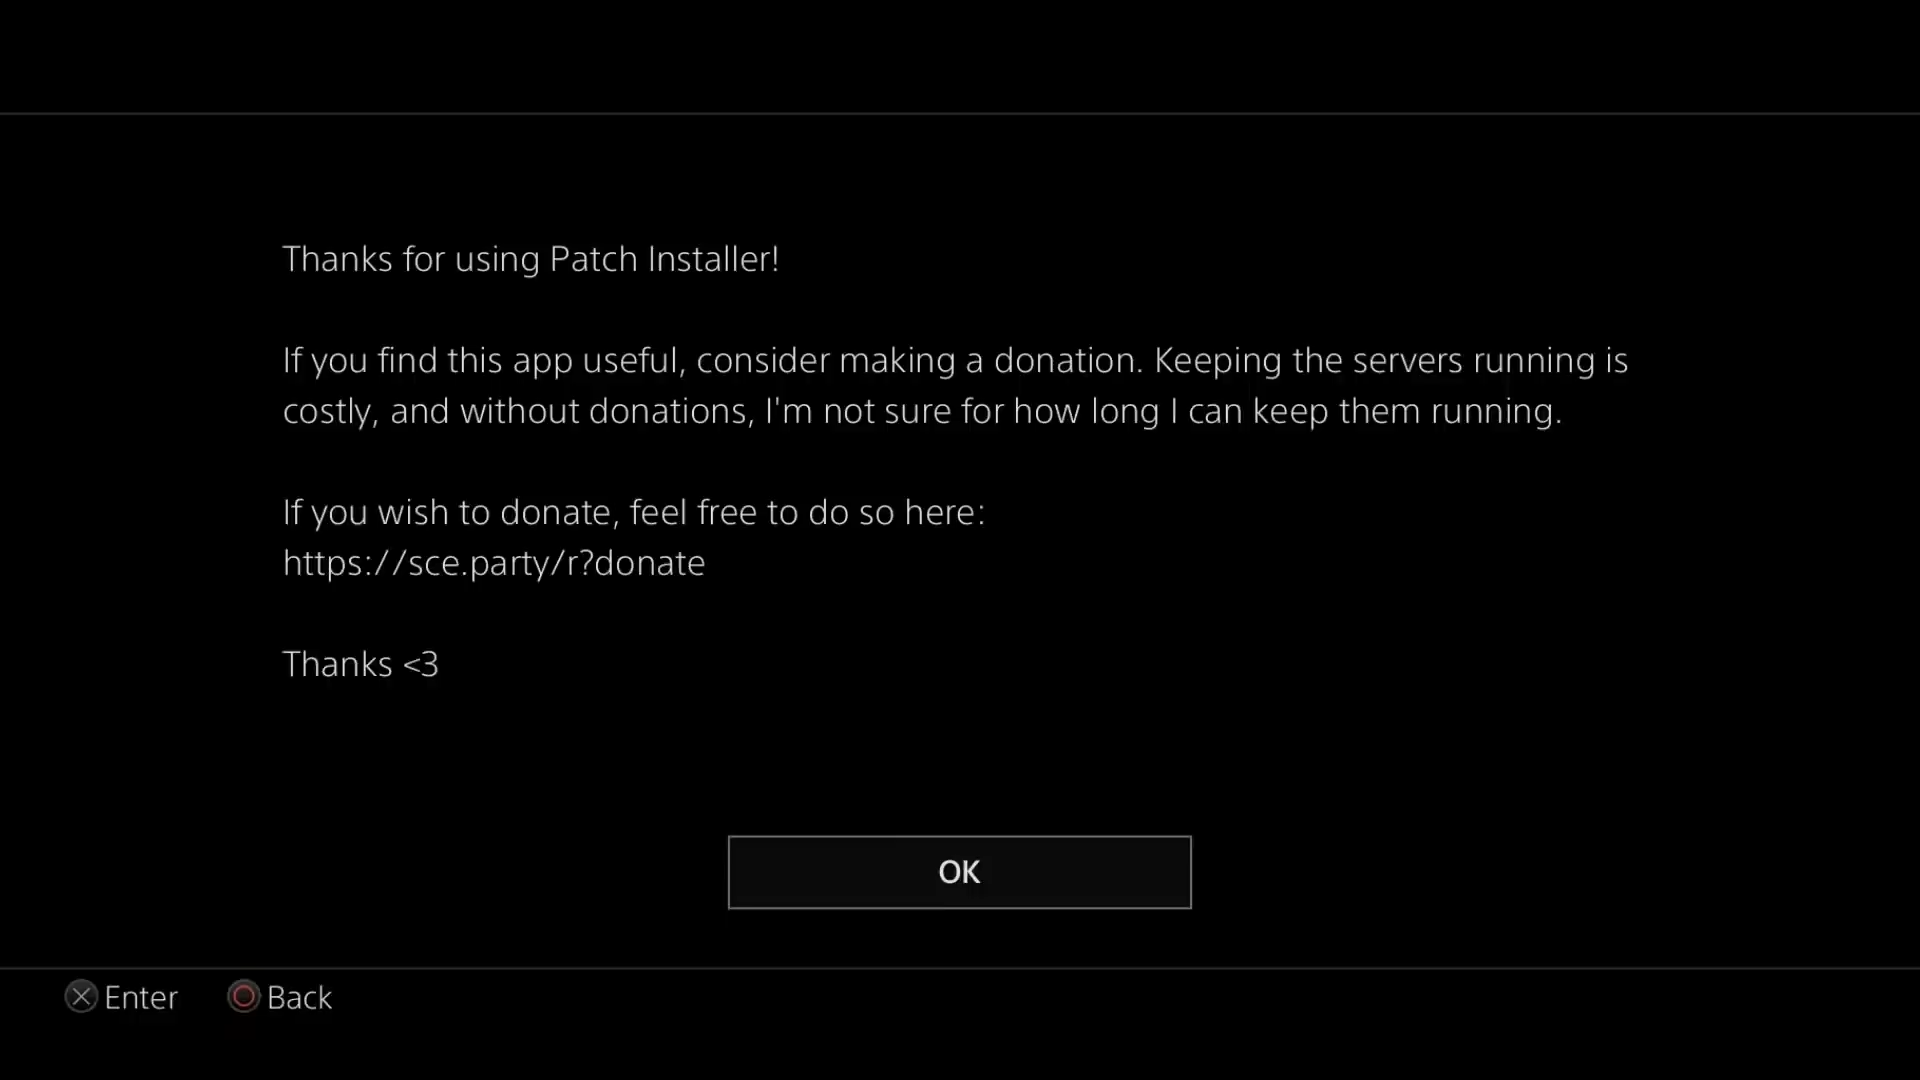 Thanks for using Patch Installer!
If you find this app useful, consider making a donation. Keeping the servers running is
costly, and without donations, I'm not sure for how long I can keep them running.
If you wish to donate, feel free to do so here:
https://sce.party/r?donate
Thanks <3
OK
Enter
Back